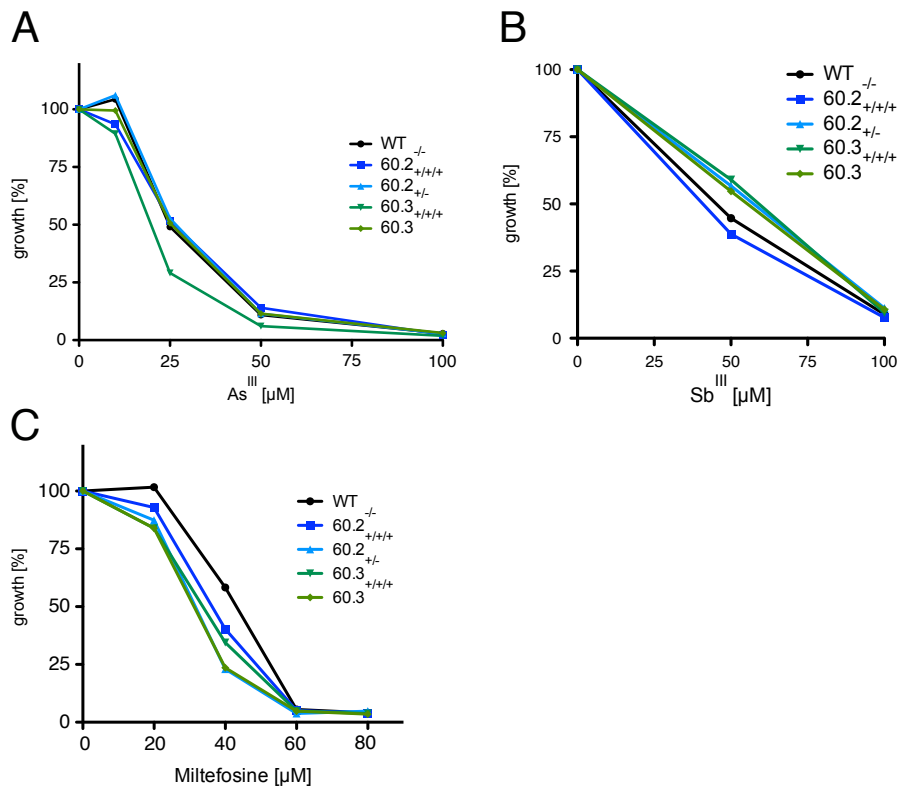 A
100
75
50
25
0
growth [%]
0 25 50 75 100
As^III [µM]
WT
60.2^-/-
60.2^+/+/+
60.3^+/-
60.3^+/+/+
B
100
75
50
25
0
growth [%]
0 25 50 75 100
Sb^III [µM]
WT
60.2^-/-
60.2^+/+/+
60.3^+/-
60.3^+/+/+
C
100
75
50
25
0
growth [%]
0 20 40 60 80
Miltefosine [µM]
WT
60.2^-/-
60.2^+/+/+
60.3^+/-
60.3^+/+/+